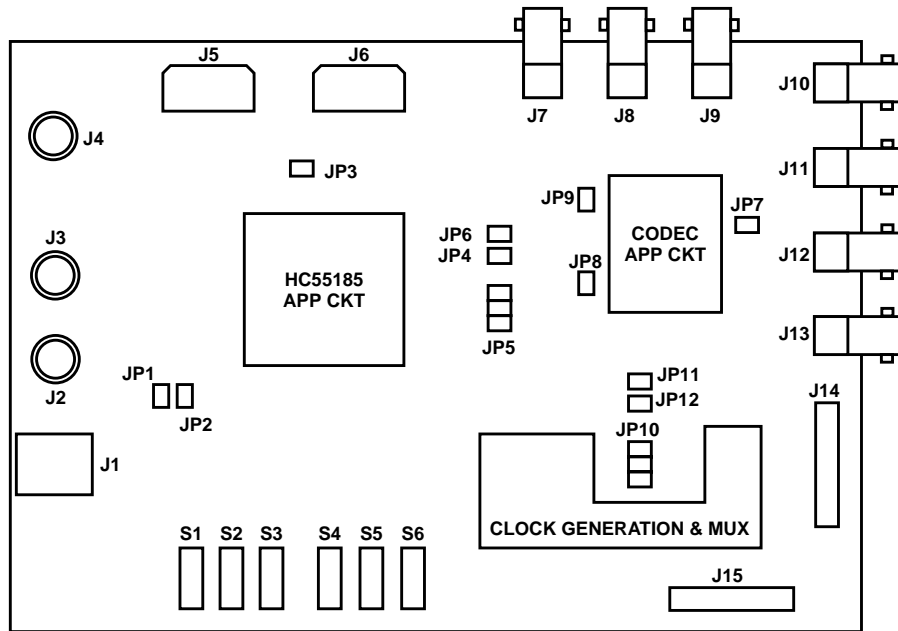 J5
J6
J7
J8
J9
J10
J4
JP3
J11
JP9
JP7
J3
JP6
JP4
CODEC
APP CKT
J12
HC55185
APP CKT
JP8
J13
JP5
J2
JP1
JP2
JP11
JP12
J14
JP10
J1
CLOCK GENERATION & MUX
S1
S2
S3
S4
S5
S6
J15